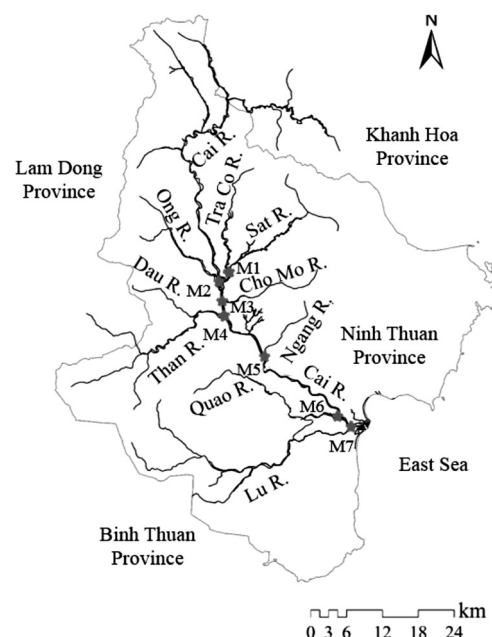 N
Khanh Hoa
Province
Lam Dong
Province
Cai R.
Tra Co R.
Ong R.
Sat R.
M1
Dau R.
M2
Cho Mo R.
M3
M4
Ngang R.
Ninh Thuan
Province
Than R.
M5
Cai R.
Quao R.
M6
M7
East Sea
Lu R.
Binh Thuan
Province
km
0 3 6 12 18 24